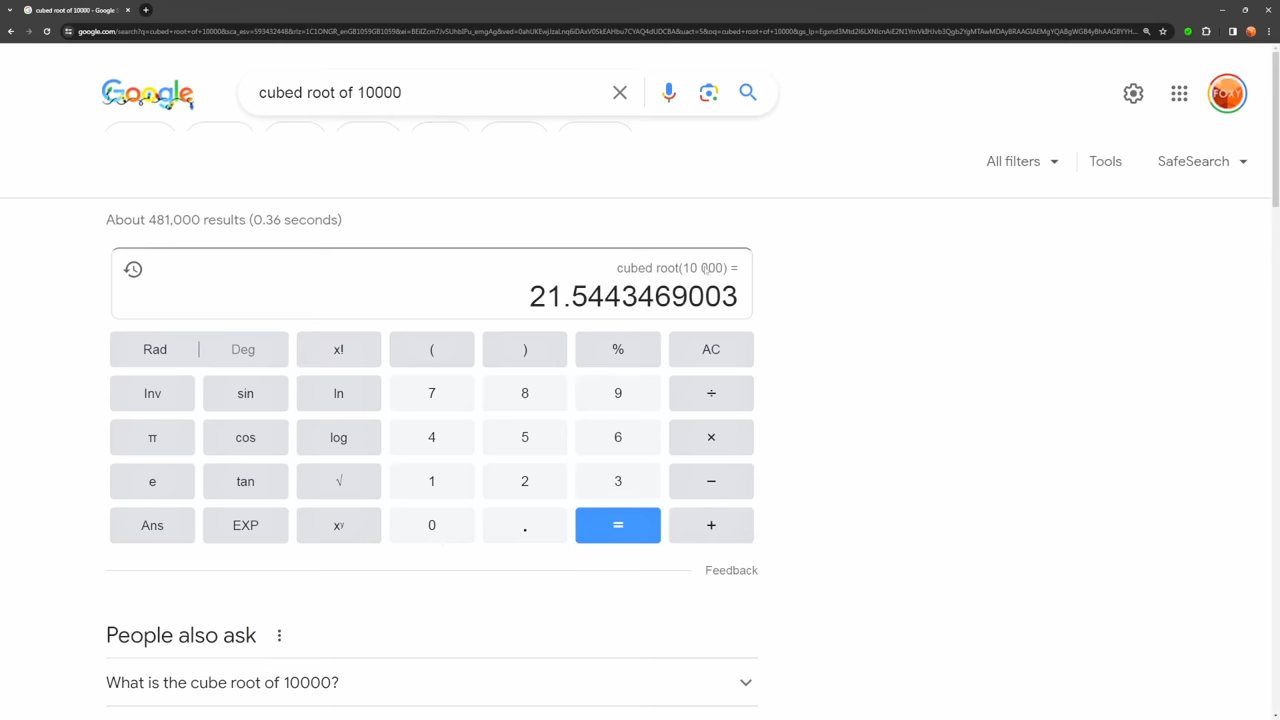 cubed root of 10000 - Google S
Google
cubed root of 10000
FOXY
All filters
Tools
SafeSearch
About 481,000 results (0.36 seconds)
cubed root(10 000) =
21.5443469003
Rad | Deg x! ( ) % AC
Inv sin ln 7 8 9 ÷
π cos log 4 5 6 ×
e tan √ 1 2 3 −
Ans EXP xʸ 0 . = +
Feedback
People also ask
What is the cube root of 10000?